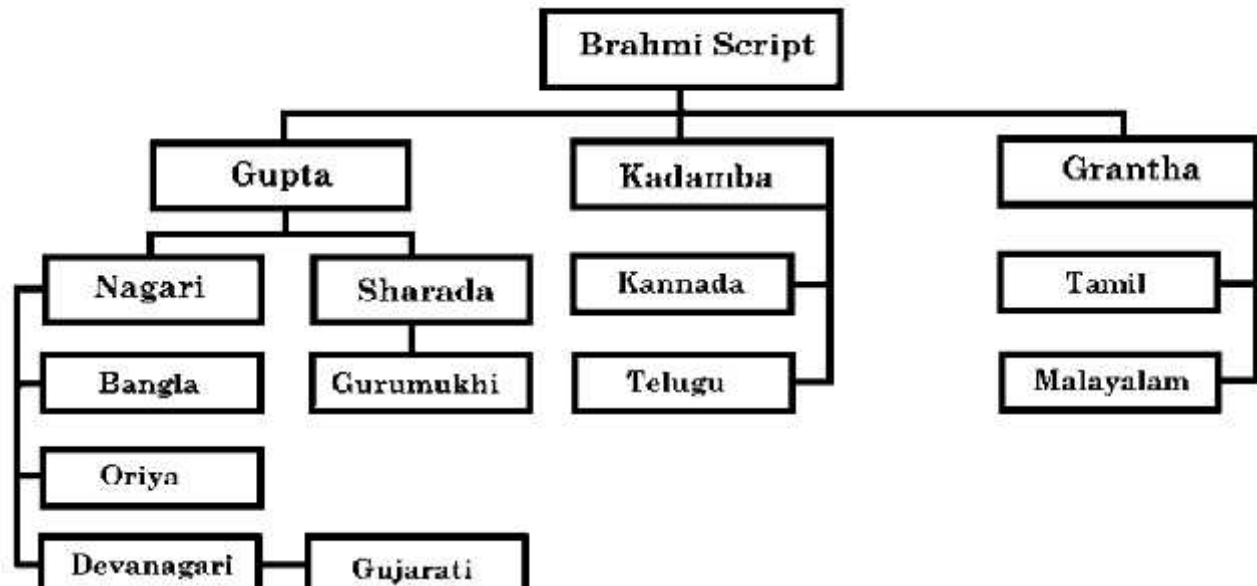 Brahmi Script
Gupta
Kadamba
Grantha
Nagari
Sharada
Kannada
Tamil
Bangla
Gurumukhi
Telugu
Malayalam
Oriya
Devanagari
Gujarati